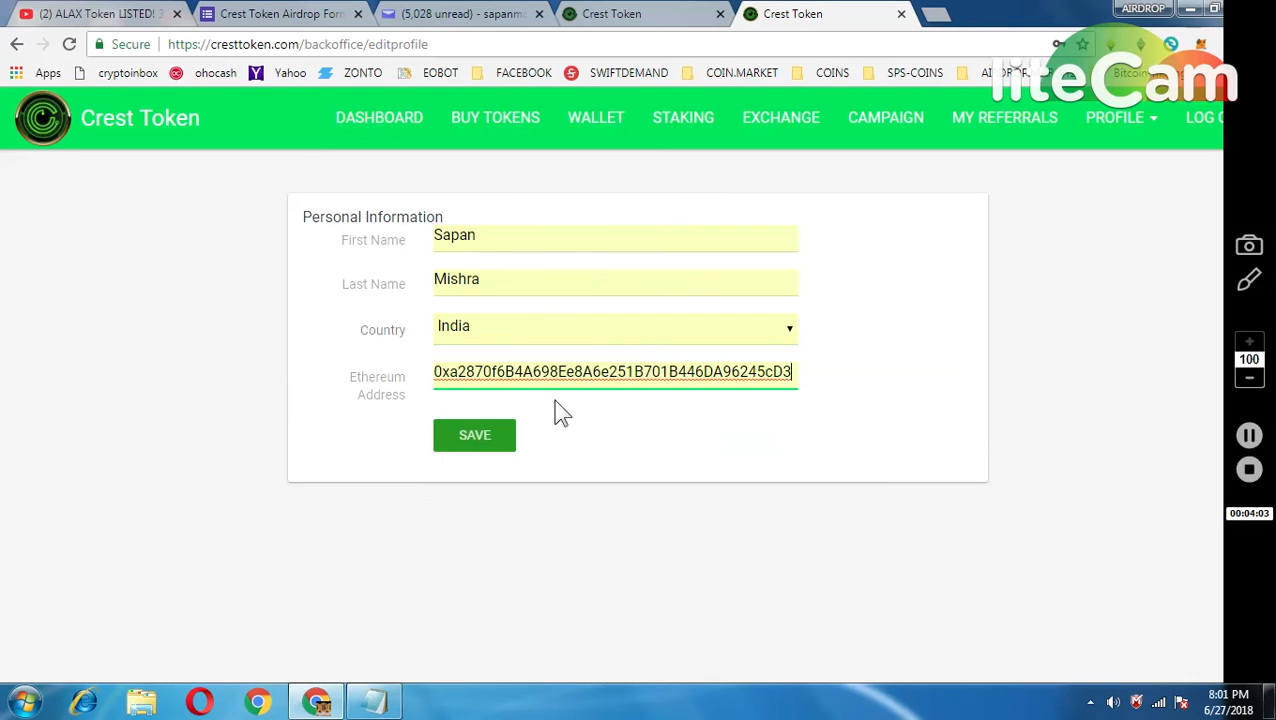 (2) ALAX Token LISTED! 3
Crest Token Airdrop Form
(5,028 unread) - sapanm
Crest Token
Crest Token
AIRDROP
Secure
https://cresttoken.com/backoffice/editprofile
Apps
cryptoinbox
ohocash
Yahoo
EOBOT
FACEBOOK
SWIFTDEMAND
COIN.MARKET
COINS
SPS-COINS
liteCam
Crest Token
DASHBOARD
BUY TOKENS
WALLET
STAKING
EXCHANGE
CAMPAIGN
MY REFERRALS
PROFILE
LOG
Personal Information
First Name
Sapan
Last Name
Mishra
Country
India
Ethereum
Address
0xa2870f6B4A698Ee8A6e251B701B446DA96245cD3
SAVE
100
00:04:03
8:01 PM
6/27/2018